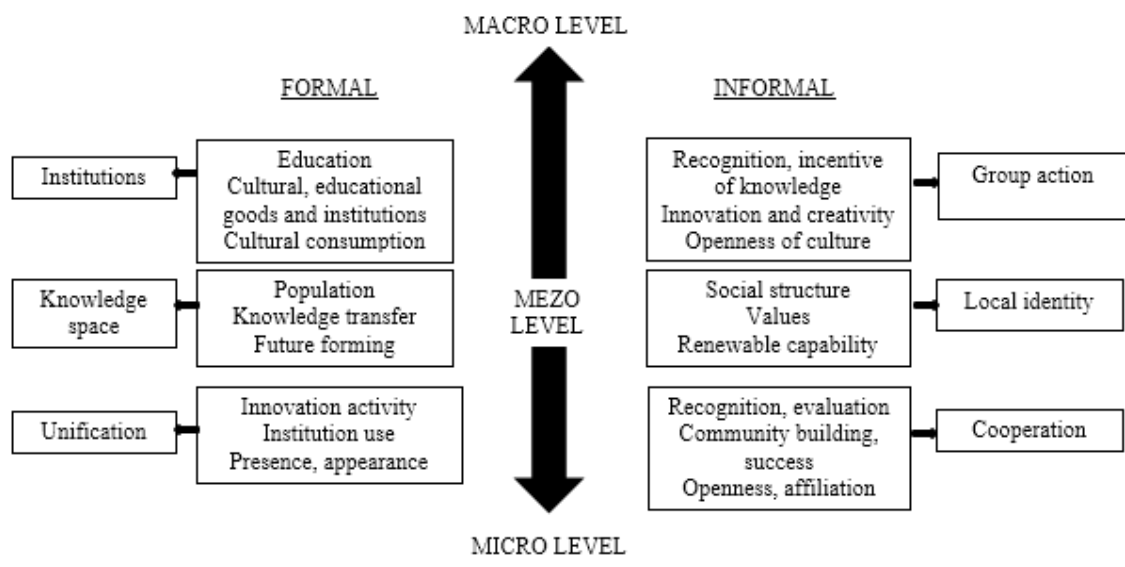 MACRO LEVEL
FORMAL
INFORMAL
Institutions
Education
Cultural, educational
goods and institutions
Cultural consumption
Recognition, incentive
of knowledge
Innovation and creativity
Openness of culture
Group action
Knowledge
space
Population
Knowledge transfer
Future forming
MEZO
LEVEL
Social structure
Values
Renewable capability
Local identity
Unification
Innovation activity
Institution use
Presence, appearance
Recognition, evaluation
Community building,
success
Openness, affiliation
Cooperation
MICRO LEVEL